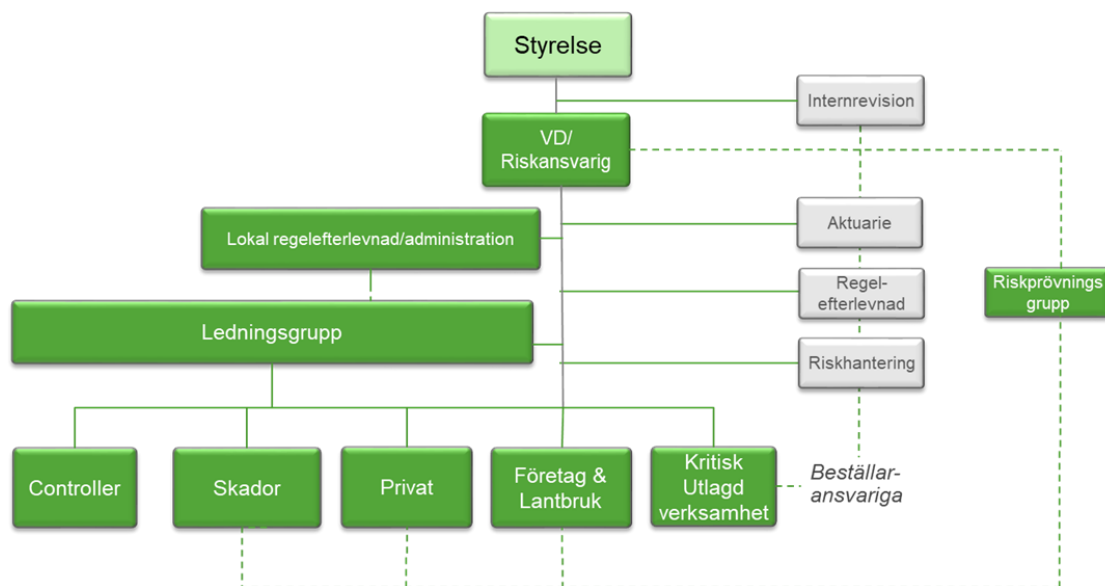 Styrelse
Internrevision
VD/
Riskansvarig
Lokal regelefterlevnad/administration
Aktuarie
Regel-
efterlevnad
Riskprövnings
grupp
Ledningsgrupp
Riskhantering
Controller
Skador
Privat
Företag &
Lantbruk
Kritisk
Utlagd
verksamhet
Beställar-
ansvariga